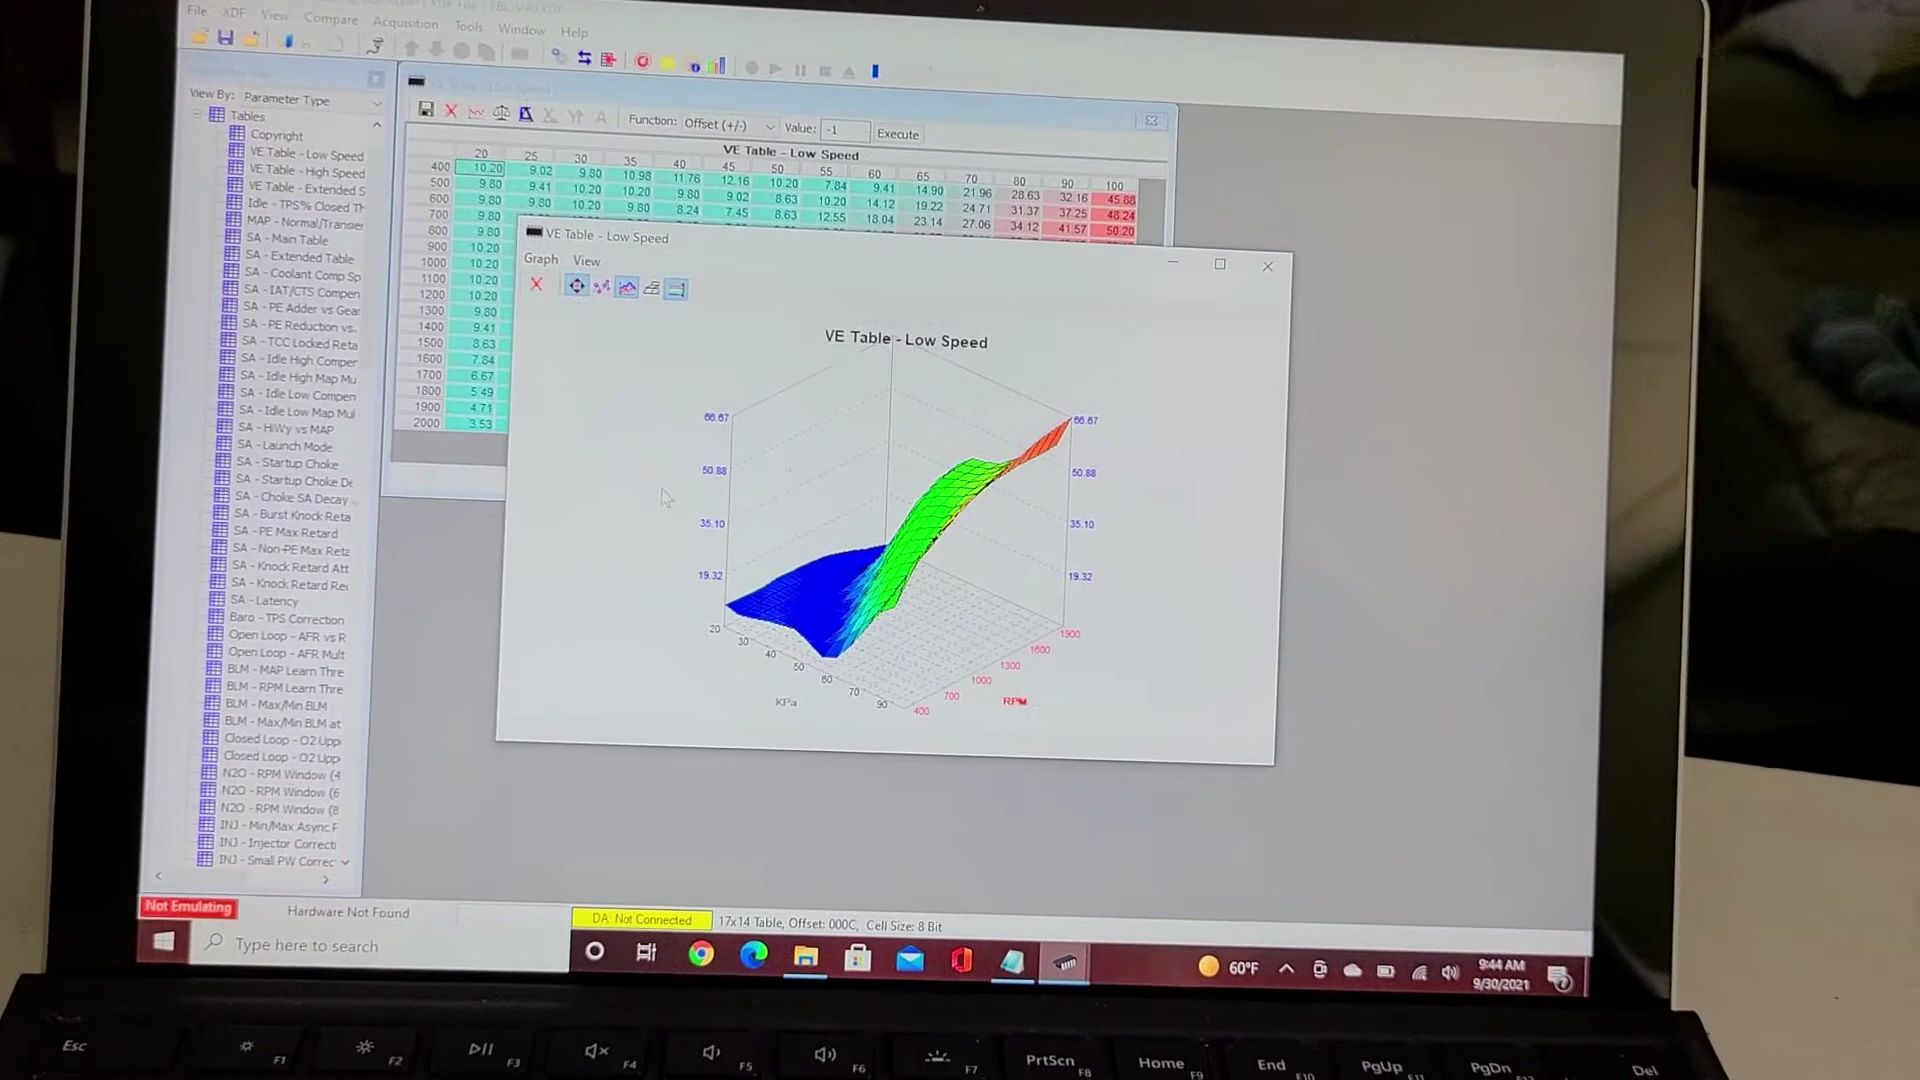 File XDF View Compare Acquisition Tools Window Help
View By: Parameter Type
Tables
Copyright
VE Table - Low Speed
VE Table - High Speed
VE Table - Extended S
Idle - TPS% Closed Th
MAP - Normal/Transier
SA - Main Table
SA - Extended Table
SA - Coolant Comp Sp
SA - IAT/CTS Compen
SA - PE Adder vs Gear
SA - PE Reduction vs.
SA - TCC Locked Reta
SA - Idle High Comper
SA - Idle High Map Mu
SA - Idle Low Compen
SA - Idle Low Map Mul
SA - HiWy vs MAP
SA - Launch Mode
SA - Startup Choke
SA - Startup Choke De
SA - Choke SA Decay
SA - Burst Knock Reta
SA - PE Max Retard
SA - Non-PE Max Reta
SA - Knock Retard Att
SA - Knock Retard Rec
SA - Latency
Baro - TPS Correction
Open Loop - AFR vs R
Open Loop - AFR Mult
BLM - MAP Learn Thre
BLM - RPM Learn Thre
BLM - Max/Min BLM
BLM - Max/Min BLM at
Closed Loop - O2 Upp
Closed Loop - O2 Upp
N2O - RPM Window (4
N2O - RPM Window (6
N2O - RPM Window (8
INJ - Min/Max Async F
INJ - Injector Correcti
INJ - Small PW Correc
Function: Offset (+/-) Value: -1 Execute
VE Table - Low Speed
20 25 30 35 40 45 50 55 60 65 70 80 90 100
400 10.20 9.02 9.80 10.98 11.76 12.16 10.20 7.84 9.41 14.90 21.96 28.63 32.16 45.88
500 9.80 9.41 10.20 10.20 9.80 9.02 8.63 10.20 14.12 19.22 24.71 31.37 37.25 48.24
600 9.80 9.80 10.20 9.80 8.24 7.45 8.63 12.55 18.04 23.14 27.06 34.12 41.57 50.20
700 9.80
800 9.80
900 10.20
1000 10.20
1100 10.20
1200 10.20
1300 9.80
1400 9.41
1500 8.63
1600 7.84
1700 6.67
1800 5.49
1900 4.71
2000 3.53
VE Table - Low Speed
Graph View
VE Table - Low Speed
66.67 66.67
50.88 50.88
35.10 35.10
19.32 19.32
20 30 40 50 60 70 90
KPa
400 700 1000 1300 1600 1900
RPM
Not Emulating Hardware Not Found DA: Not Connected 17x14 Table, Offset: 000C, Cell Size: 8 Bit
Type here to search
60°F
9:44 AM
9/30/2021
Esc F1 F2 F3 F4 F5 F6 F7 PrtScn F8 Home F9 End F10 PgUp F11 PgDn Del